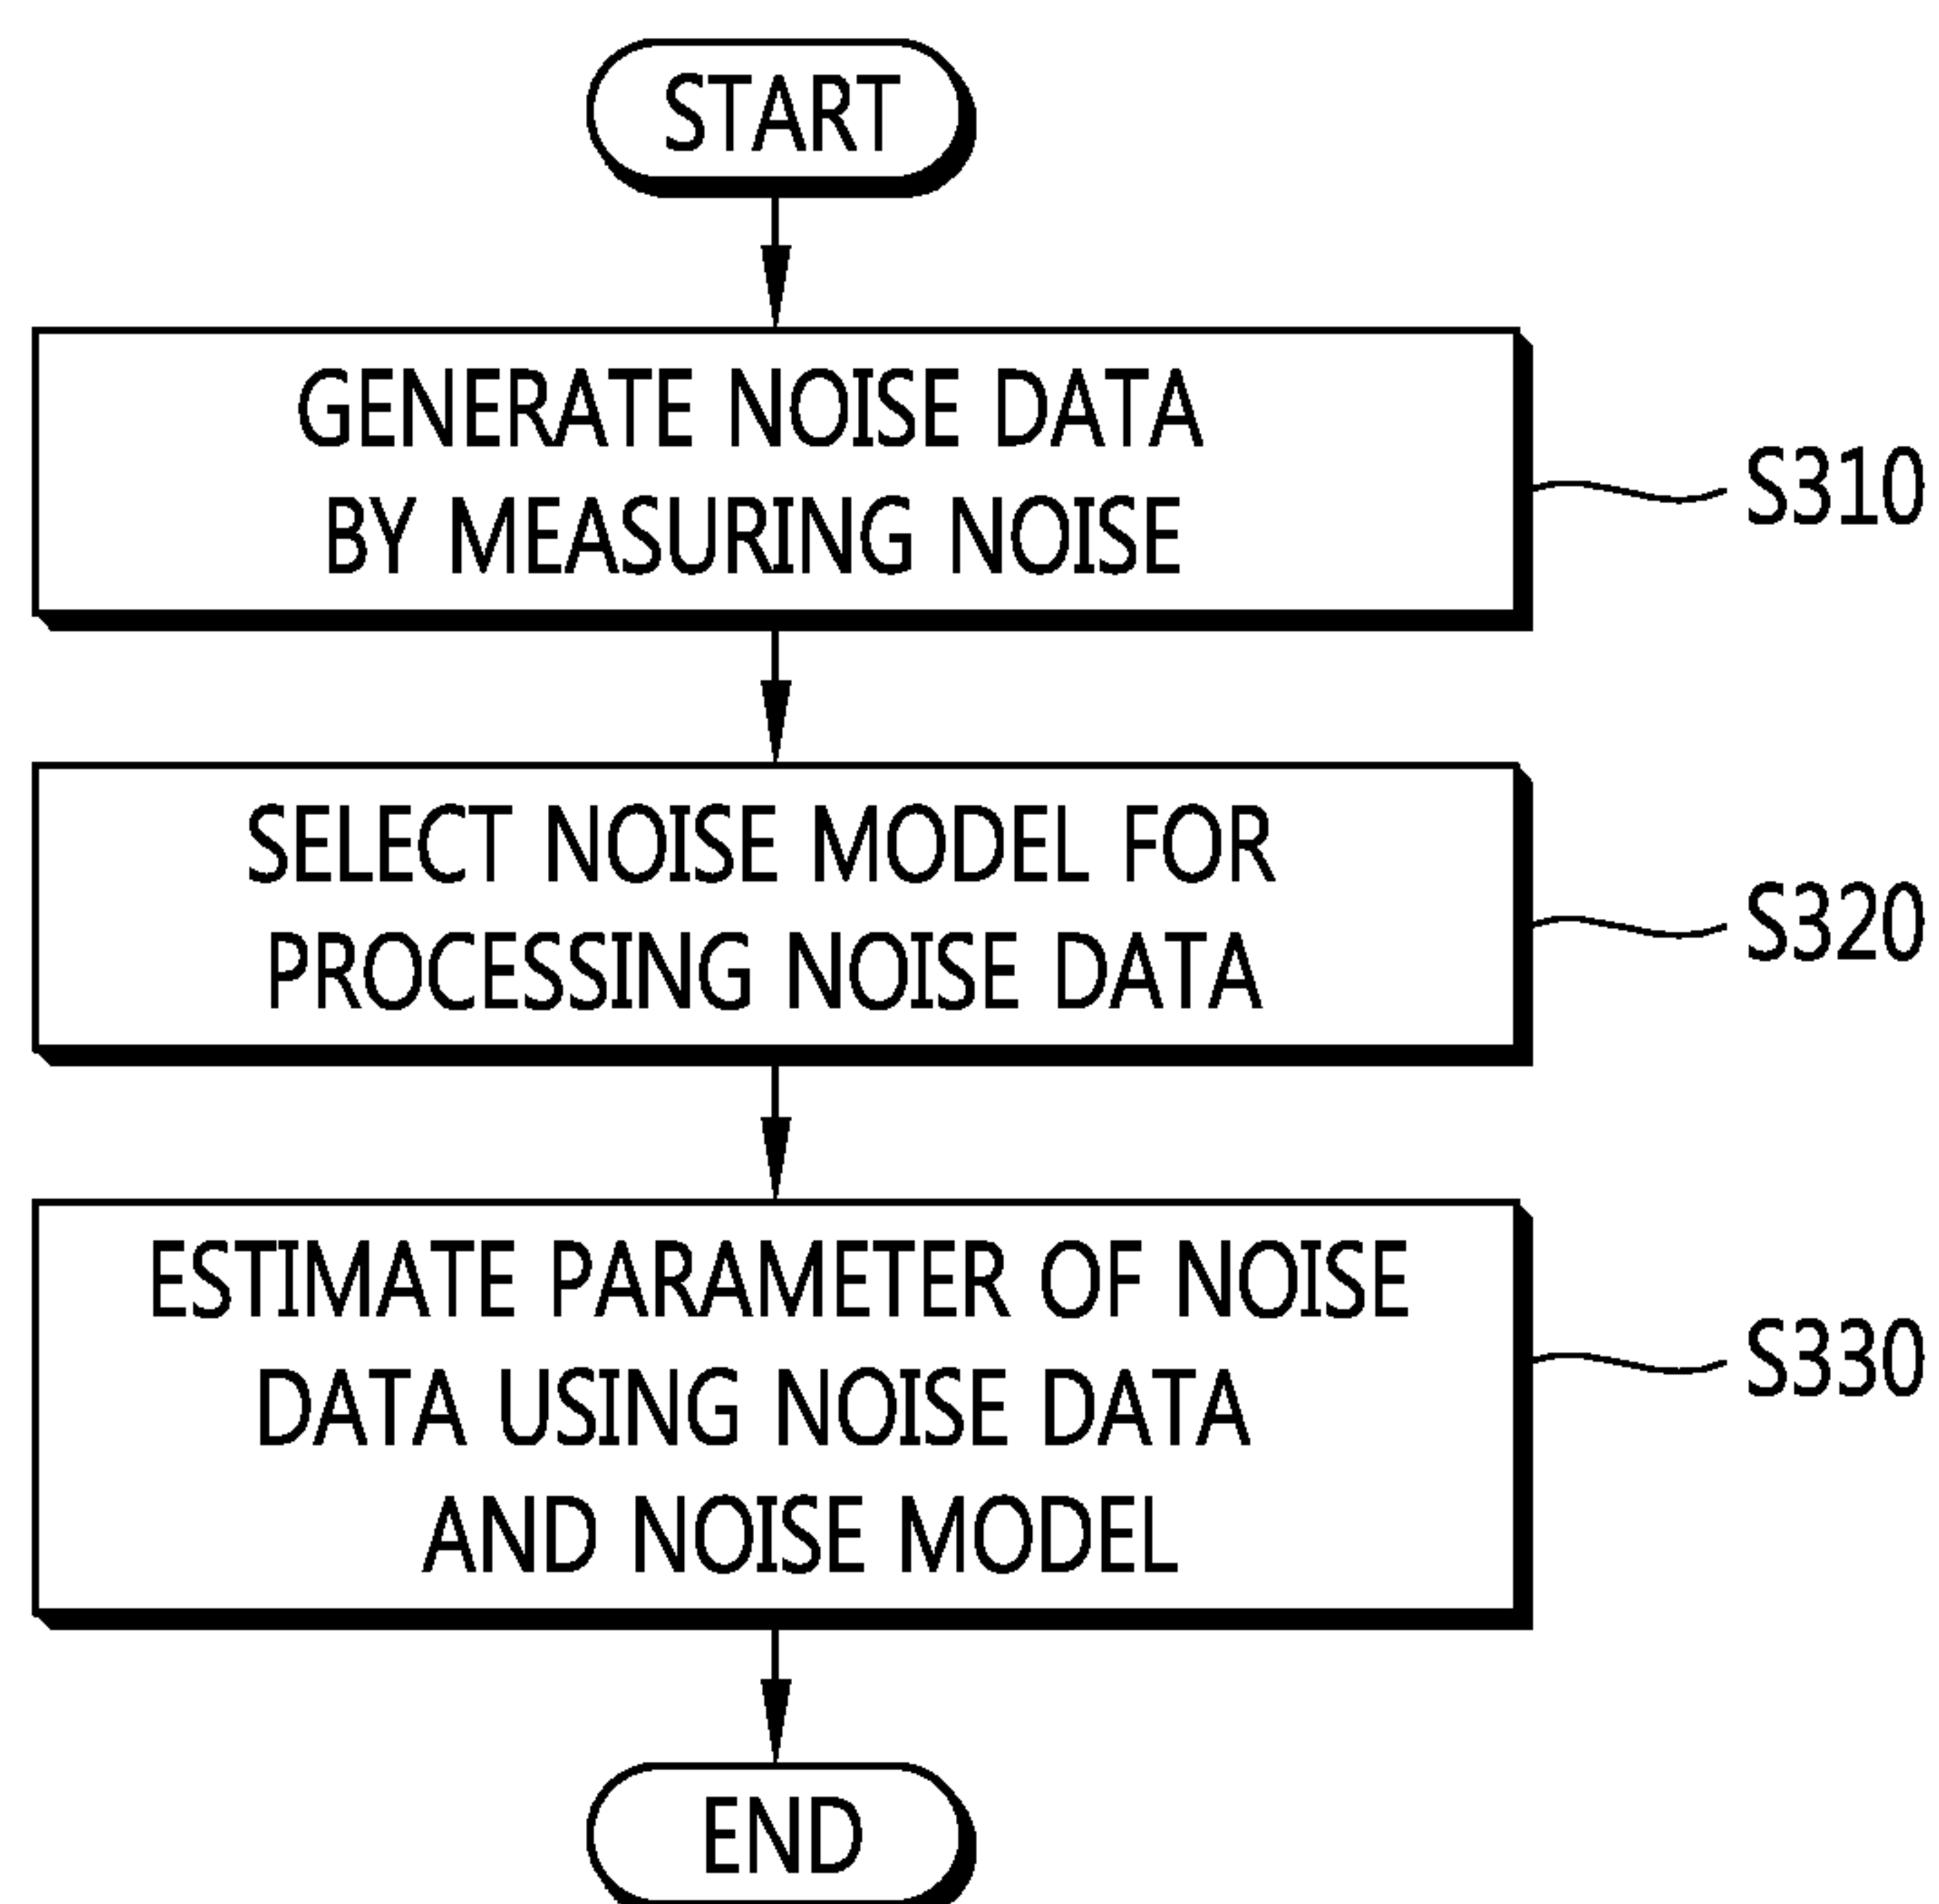 START
GENERATE NOISE DATA
BY MEASURING NOISE
S310
SELECT NOISE MODEL FOR
PROCESSING NOISE DATA
S320
ESTIMATE PARAMETER OF NOISE
DATA USING NOISE DATA
AND NOISE MODEL
S330
END